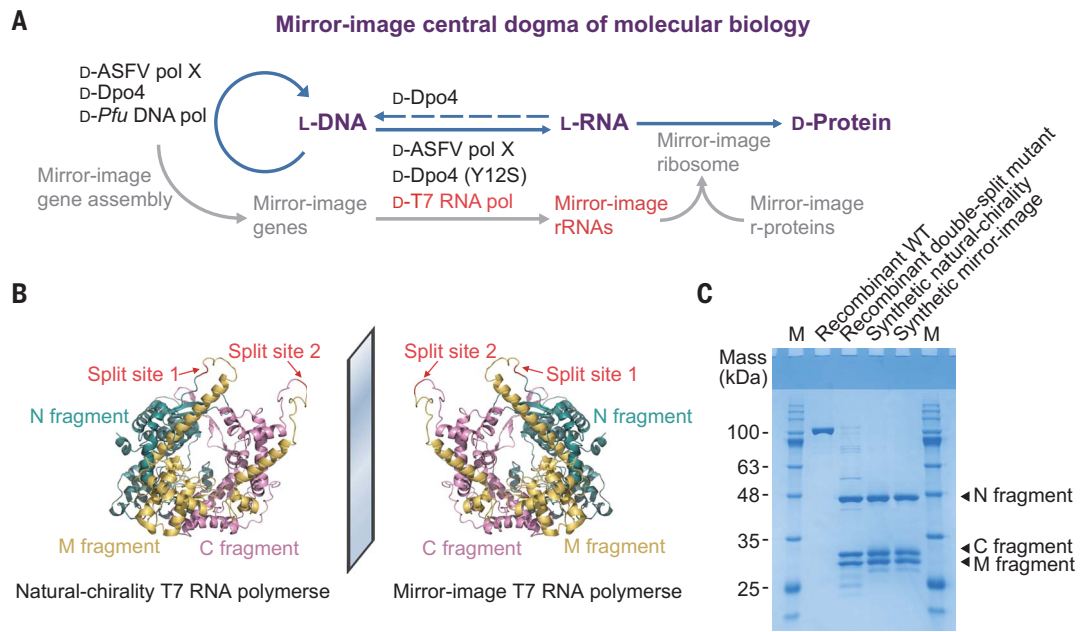 A
Mirror-image central dogma of molecular biology
D-ASFV pol X
D-Dpo4
D-Pfu DNA pol
L-DNA
D-Dpo4
L-RNA
D-Protein
D-ASFV pol X
D-Dpo4 (Y12S)
D-T7 RNA pol
Mirror-image
gene assembly
Mirror-image
genes
Mirror-image
rRNAs
Mirror-image
ribosome
Mirror-image
r-proteins
B
Split site 1
Split site 2
N fragment
M fragment
C fragment
Natural-chirality T7 RNA polymerse
Split site 2
Split site 1
N fragment
C fragment
M fragment
Mirror-image T7 RNA polymerse
C
M
Recombinant WT
Recombinant double-split mutant
Synthetic natural-chirality
Synthetic mirror-image
M
Mass
(kDa)
100-
63-
48-
35-
25-
N fragment
C fragment
M fragment